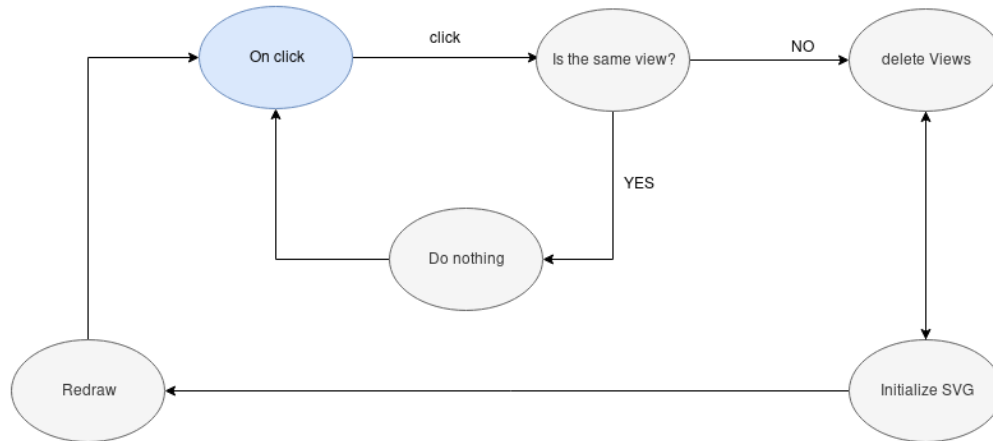 On click
click
Is the same view?
NO
delete Views
YES
Do nothing
Redraw
Initialize SVG